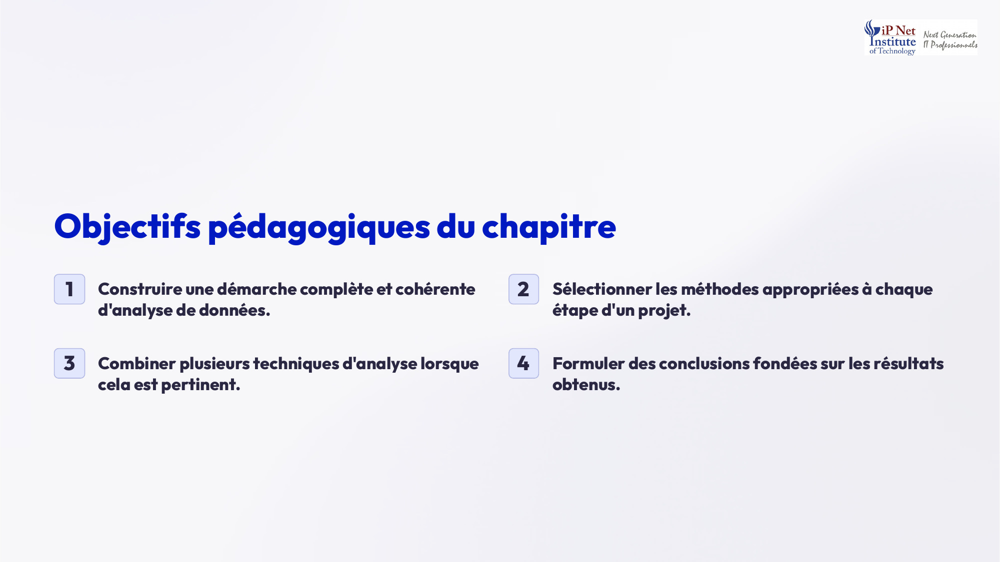 iP Net
Institute
of Technology
Next Generation
IT Professionnels
Objectifs pédagogiques du chapitre
1
Construire une démarche complète et cohérente
d'analyse de données.
2
Sélectionner les méthodes appropriées à chaque
étape d'un projet.
3
Combiner plusieurs techniques d'analyse lorsque
cela est pertinent.
4
Formuler des conclusions fondées sur les résultats
obtenus.